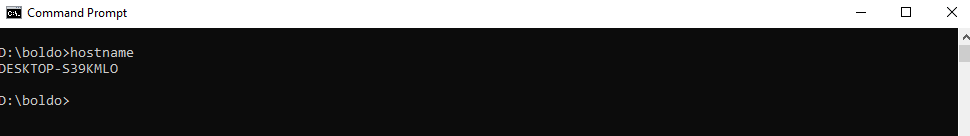 Command Prompt
D:\boldo>hostname
DESKTOP-S39KMLO
D:\boldo>